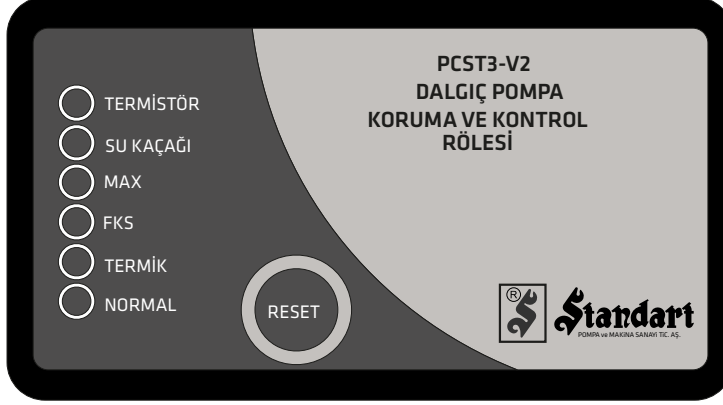 PCST3-V2
DALGIÇ POMPA
KORUMA VE KONTROL
RÖLESİ
TERMİSTÖR
SU KAÇAĞI
MAX
FKS
TERMİK
NORMAL
RESET
®
Standart
POMPA ve MAKİNA SANAYİ TİC. AŞ.